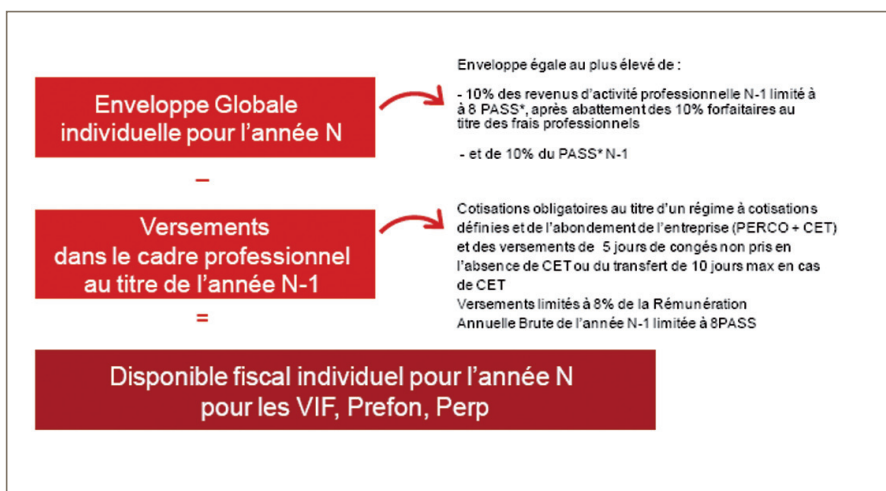 Enveloppe Globale
individuelle pour l'année N
Enveloppe égale au plus élevé de :
- 10% des revenus d'activité professionnelle N-1 limité à
à 8 PASS*, après abattement des 10% forfaitaires au
titre des frais professionnels
- et de 10% du PASS* N-1
–
Versements
dans le cadre professionnel
au titre de l'année N-1
Cotisations obligatoires au titre d'un régime à cotisations
définies et de l'abondement de l'entreprise (PERCO + CET)
et des versements de 5 jours de congés non pris en
l'absence de CET ou du transfert de 10 jours max en cas
de CET
Versements limités à 8% de la Rémunération
Annuelle Brute de l'année N-1 limitée à 8PASS
=
Disponible fiscal individuel pour l'année N
pour les VIF, Prefon, Perp